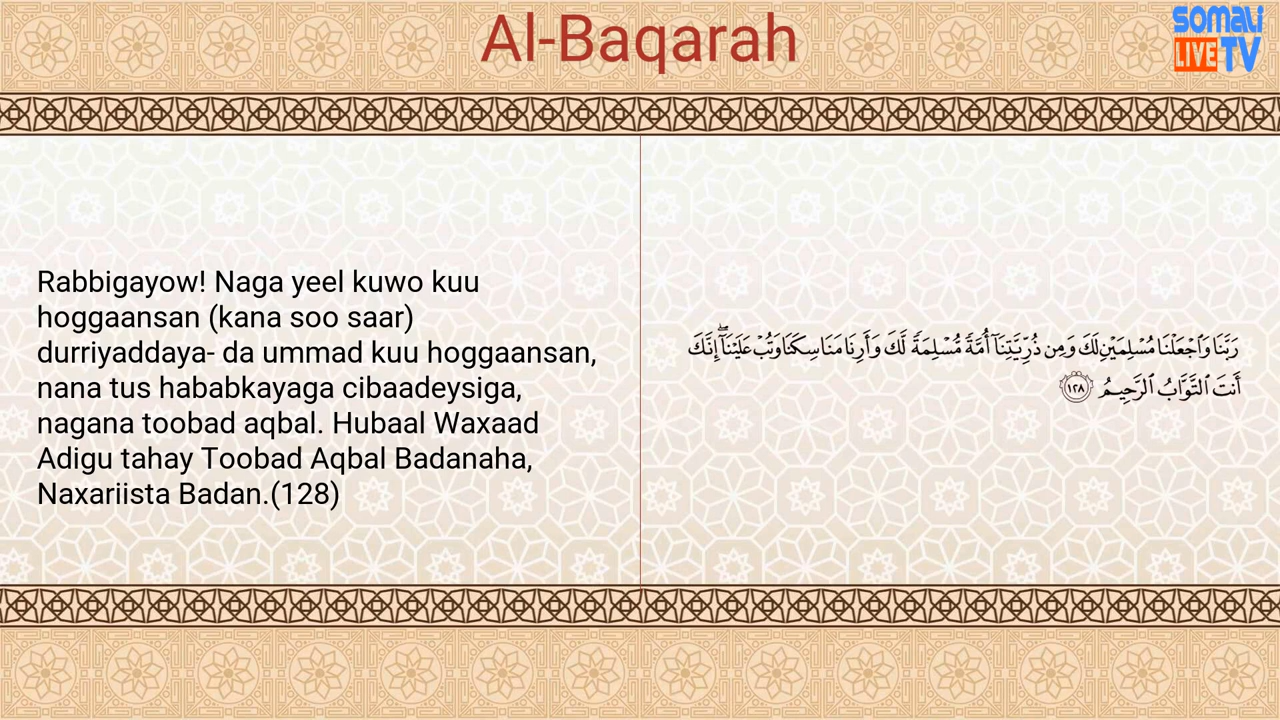 Al-Baqarah
SOMALI
LIVE TV
Rabbigayow! Naga yeel kuwo kuu
hoggaansan (kana soo saar)
durriyaddaya- da ummad kuu hoggaansan,
nana tus hababkayaga cibaadeysiga,
nagana toobad aqbal. Hubaal Waxaad
Adigu tahay Toobad Aqbal Badanaha,
Naxariista Badan.(128)
رَبَّنَا وَٱجْعَلْنَا مُسْلِمَيْنِ لَكَ وَمِن ذُرِّيَّتِنَآ أُمَّةً مُّسْلِمَةً لَّكَ وَأَرِنَا مَنَاسِكَنَا وَتُبْ عَلَيْنَآ ۖ إِنَّكَ
أَنتَ ٱلتَّوَّابُ ٱلرَّحِيمُ ١٢٨